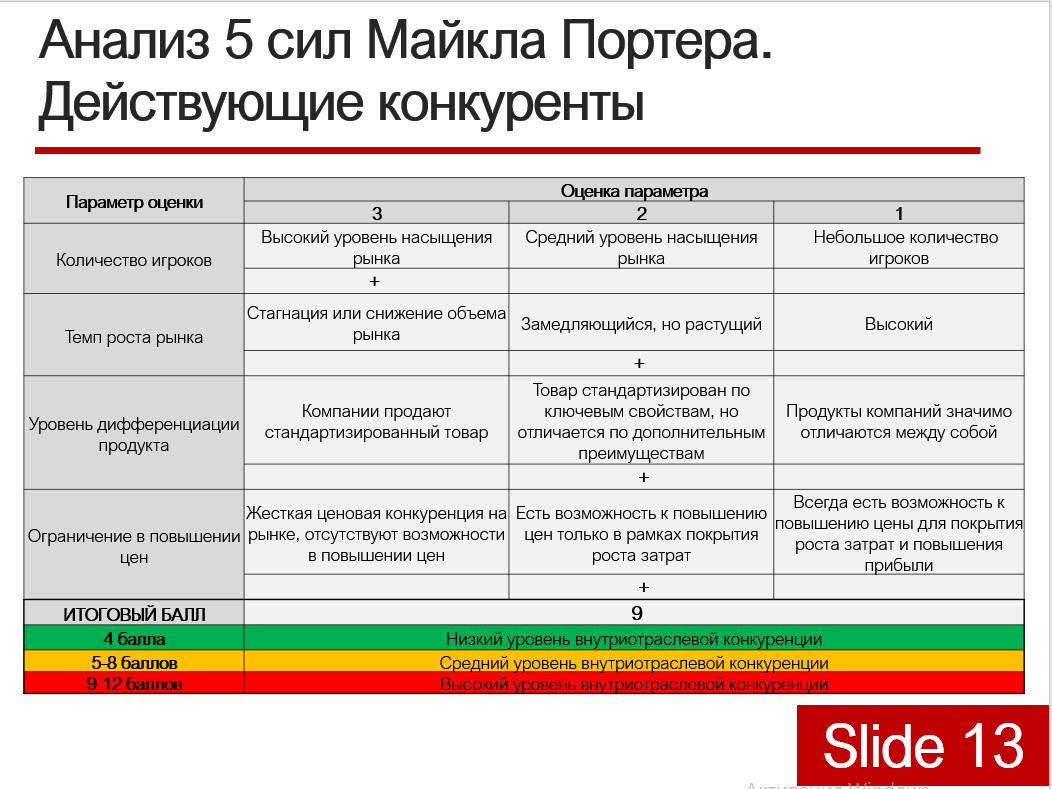 Анализ 5 сил Майкла Портера.
Действующие конкуренты
Параметр оценки
Оценка параметра
3
2
1
Количество игроков
Высокий уровень насыщения
рынка
Средний уровень насыщения
рынка
Небольшое количество
игроков
+
Темп роста рынка
Стагнация или снижение объема
рынка
Замедляющийся, но растущий
Высокий
+
Уровень дифференциации
продукта
Компании продают
стандартизированный товар
Товар стандартизирован по
ключевым свойствам, но
отличается по дополнительным
преимуществам
Продукты компаний значимо
отличаются между собой
+
Ограничение в повышении
цен
Жесткая ценовая конкуренция на
рынке, отсутствуют возможности
в повышении цен
Есть возможность к повышению
цен только в рамках покрытия
роста затрат
Всегда есть возможность к
повышению цены для покрытия
роста затрат и повышения
прибыли
+
ИТОГОВЫЙ БАЛЛ
9
4 балла
Низкий уровень внутриотраслевой конкуренции
5-8 баллов
Средний уровень внутриотраслевой конкуренции
9-12 баллов
Высокий уровень внутриотраслевой конкуренции
Slide 13
Активация Windows